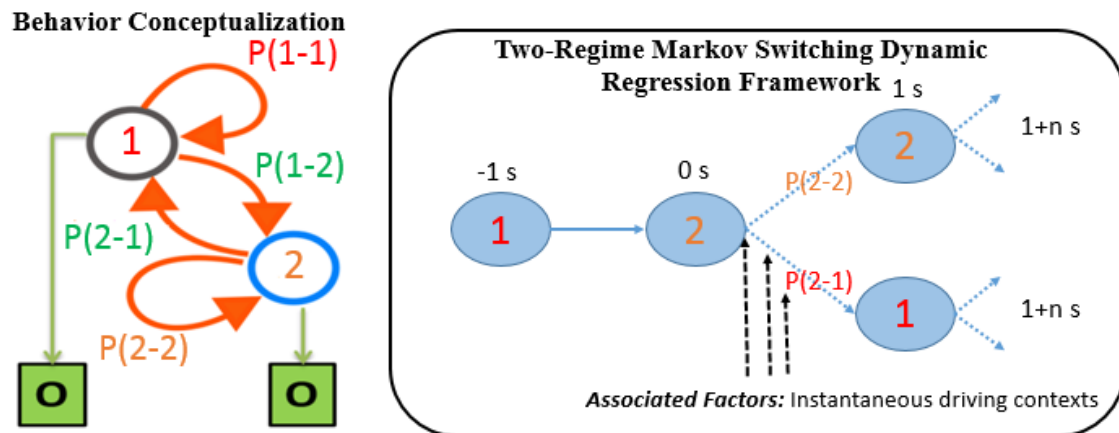 Behavior Conceptualization
P(1-1)
1
P(1-2)
P(2-1)
2
P(2-2)
O
O
Two-Regime Markov Switching Dynamic
Regression Framework
1 s
2
1+n s
-1 s
0 s
P(2-2)
1
2
P(2-1)
1
1+n s
Associated Factors: Instantaneous driving contexts